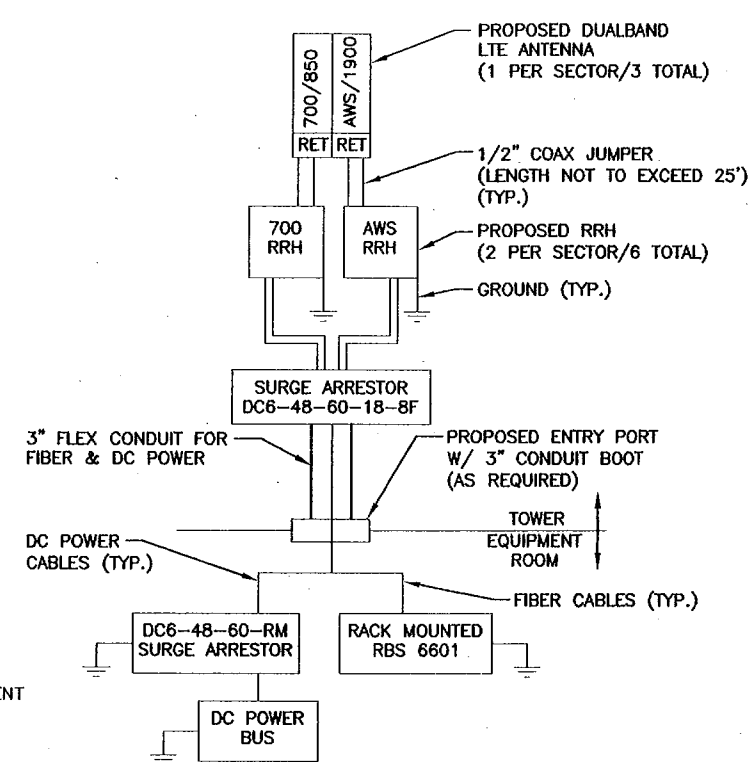 PROPOSED DUALBAND
LTE ANTENNA
(1 PER SECTOR/3 TOTAL)
700/850
AWS/1900
RET
RET
1/2" COAX JUMPER
(LENGTH NOT TO EXCEED 25')
(TYP.)
700
RRH
AWS
RRH
PROPOSED RRH
(2 PER SECTOR/6 TOTAL)
GROUND (TYP.)
SURGE ARRESTOR
DC6-48-60-18-8F
3" FLEX CONDUIT FOR
FIBER & DC POWER
PROPOSED ENTRY PORT
W/ 3" CONDUIT BOOT
(AS REQUIRED)
TOWER
EQUIPMENT
ROOM
DC POWER
CABLES (TYP.)
FIBER CABLES (TYP.)
DC6-48-60-RM
SURGE ARRESTOR
RACK MOUNTED
RBS 6601
ENT
DC POWER
BUS